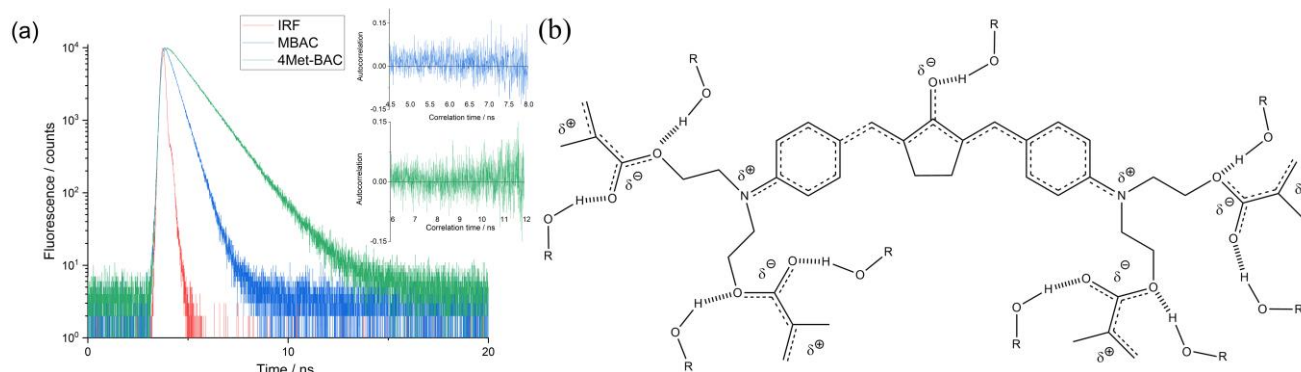 (a)
IRF
MBAC
4Met-BAC
Fluorescence / counts
10⁴
10³
10²
10¹
10⁰
0
10
20
Time / ns
0.15
0.00
-0.15
Autocorrelation
4.5 5.0 5.5 6.0 6.5 7.0 7.5 8.0
Correlation time / ns
0.15
0.00
-0.15
Autocorrelation
6 7 8 9 10 11 12
Correlation time / ns
(b)
R
O
H
O
δ⊖
R
O
H
δ⊕
O
δ⊖
O
H
O
R
δ⊕
N
δ⊖
O
O
H
O
R
H
O
R
δ⊕
R
O
H
O
δ⊖
δ
O
H
O
R
δ⊕
N
δ⊖
O
O
H
O
R
H
O
R
δ⊕